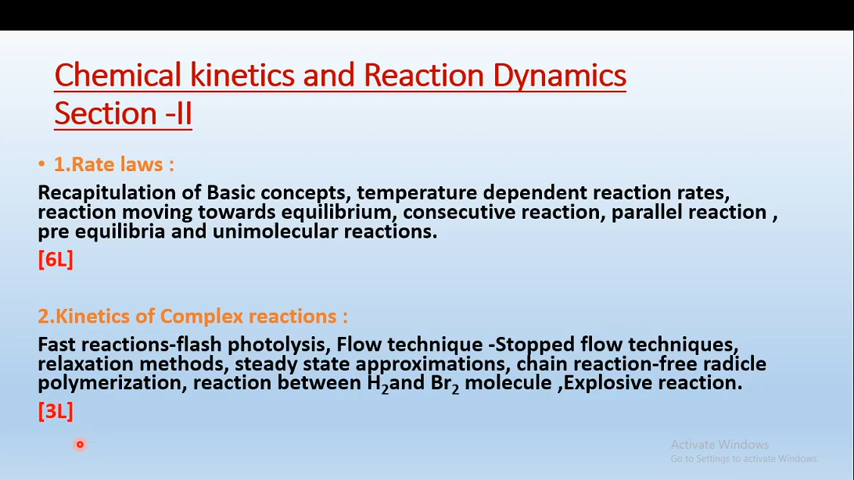 Chemical kinetics and Reaction Dynamics
Section -II
• 1.Rate laws :
Recapitulation of Basic concepts, temperature dependent reaction rates,
reaction moving towards equilibrium, consecutive reaction, parallel reaction ,
pre equilibria and unimolecular reactions.
[6L]
2.Kinetics of Complex reactions :
Fast reactions-flash photolysis, Flow technique -Stopped flow techniques,
relaxation methods, steady state approximations, chain reaction-free radicle
polymerization, reaction between H₂and Br₂ molecule ,Explosive reaction.
[3L]
Activate Windows
Go to Settings to activate Windows.